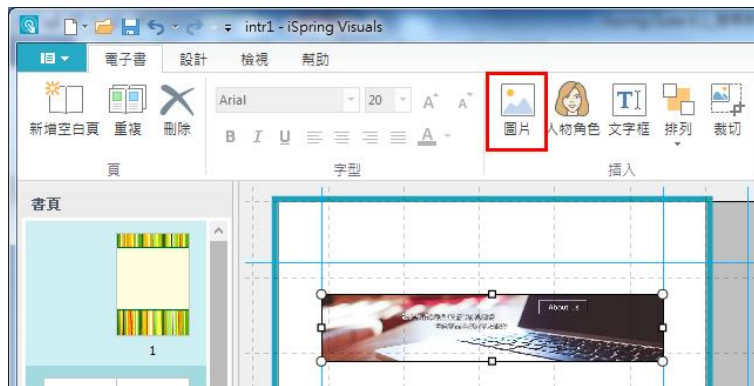 intr1 - iSpring Visuals
電子書 設計 檢視 幫助
Arial 20 A A
新增空白頁 重複 刪除 B I U A 圖片 人物角色 文字框 排列 裁切
頁 字型 插入
書頁
About us
1